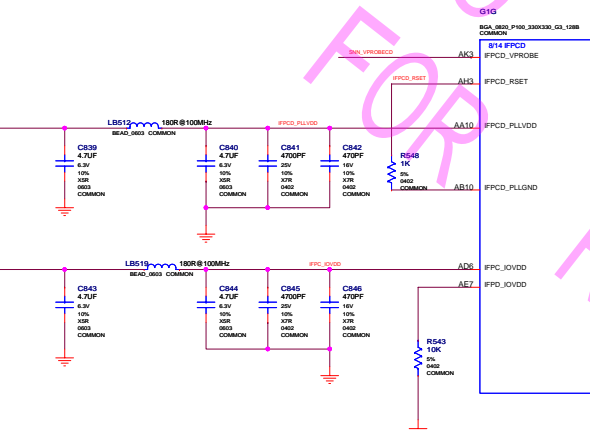 G1G
BGA_0820_P100_330X330_G3_128B
COMMON
8/14 IFPCD
SNN_VPROBECD
AK3
IFPCD_VPROBE
IFPCD_RSET
AH3
IFPCD_RSET
LB512
180R@100MHz
IFPCD_PLLVDD
AA10
IFPCD_PLLVDD
BEAD_0603 COMMON
C839
4.7UF
6.3V
10%
X5R
0603
COMMON
C840
4.7UF
6.3V
10%
X5R
0603
COMMON
C841
4700PF
25V
10%
X7R
0402
COMMON
C842
470PF
16V
10%
X7R
0402
COMMON
R548
1K
5%
0402
COMMON
AB10
IFPCD_PLLGND
LB519
180R@100MHz
IFPC_IOVDD
AD6
IFPC_IOVDD
BEAD_0603 COMMON
AE7
IFPD_IOVDD
C843
4.7UF
6.3V
10%
X5R
0603
COMMON
C844
4.7UF
6.3V
10%
X5R
0603
COMMON
C845
4700PF
25V
10%
X7R
0402
COMMON
C846
470PF
16V
10%
X7R
0402
COMMON
R543
10K
5%
0402
COMMON
FOR